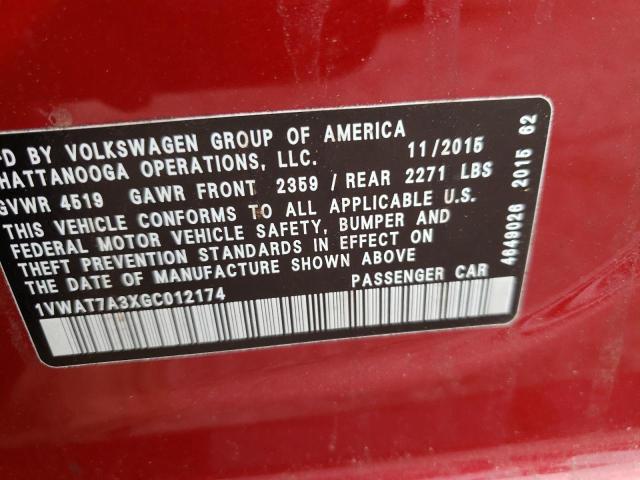 D BY VOLKSWAGEN GROUP OF AMERICA
HATTANOOGA OPERATIONS, LLC. 11/2015
GVWR 4519 GAWR FRONT 2359 / REAR 2271 LBS
THIS VEHICLE CONFORMS TO ALL APPLICABLE U.S.
FEDERAL MOTOR VEHICLE SAFETY, BUMPER AND
THEFT PREVENTION STANDARDS IN EFFECT ON
THE DATE OF MANUFACTURE SHOWN ABOVE
1VWAT7A3XGC012174 PASSENGER CAR
4649026 2015 62